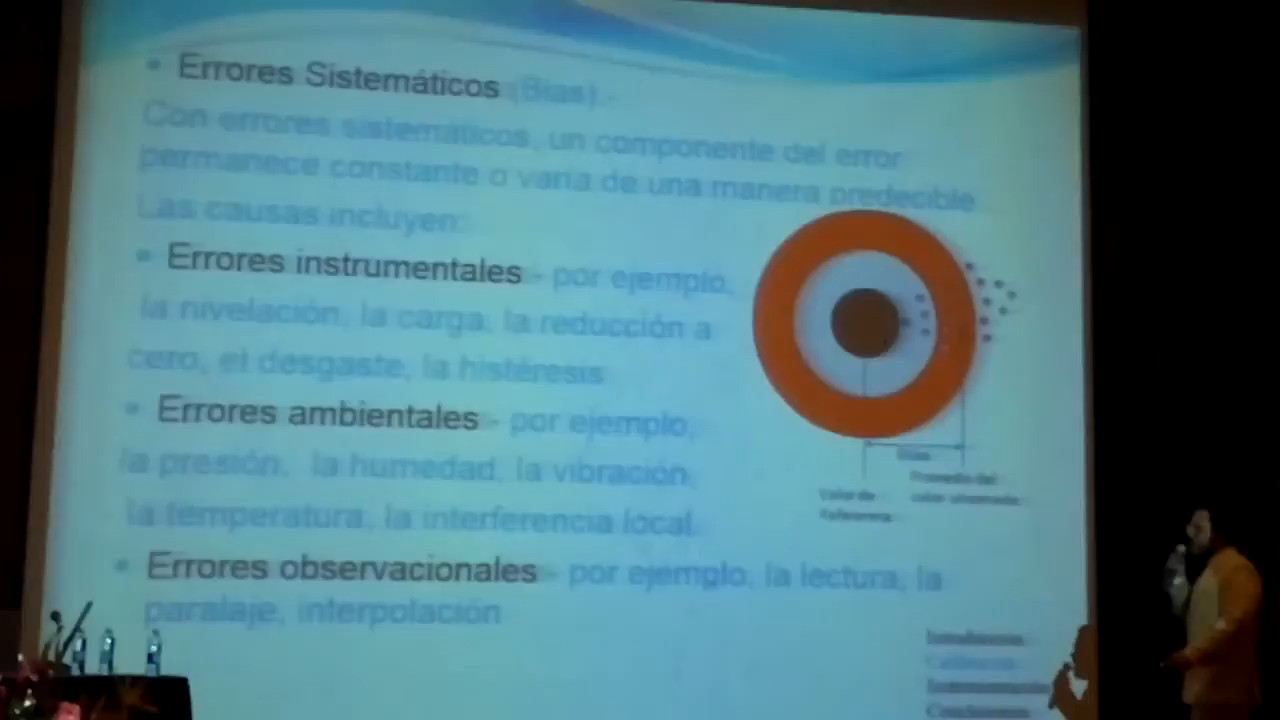 • Errores Sistemáticos (Bias).-
Con errores sistemáticos, un componente del error
permanece constante o varía de una manera predecible
Las causas incluyen:
• Errores instrumentales - por ejemplo,
la nivelación, la carga, la reducción a
cero, el desgaste, la histéresis
• Errores ambientales - por ejemplo,
la presión, la humedad, la vibración
la temperatura, la interferencia local.
• Errores observacionales - por ejemplo, la lectura, la
paralaje, interpolación
Bias
Promedio del
valor observado
Valor de
Referencia